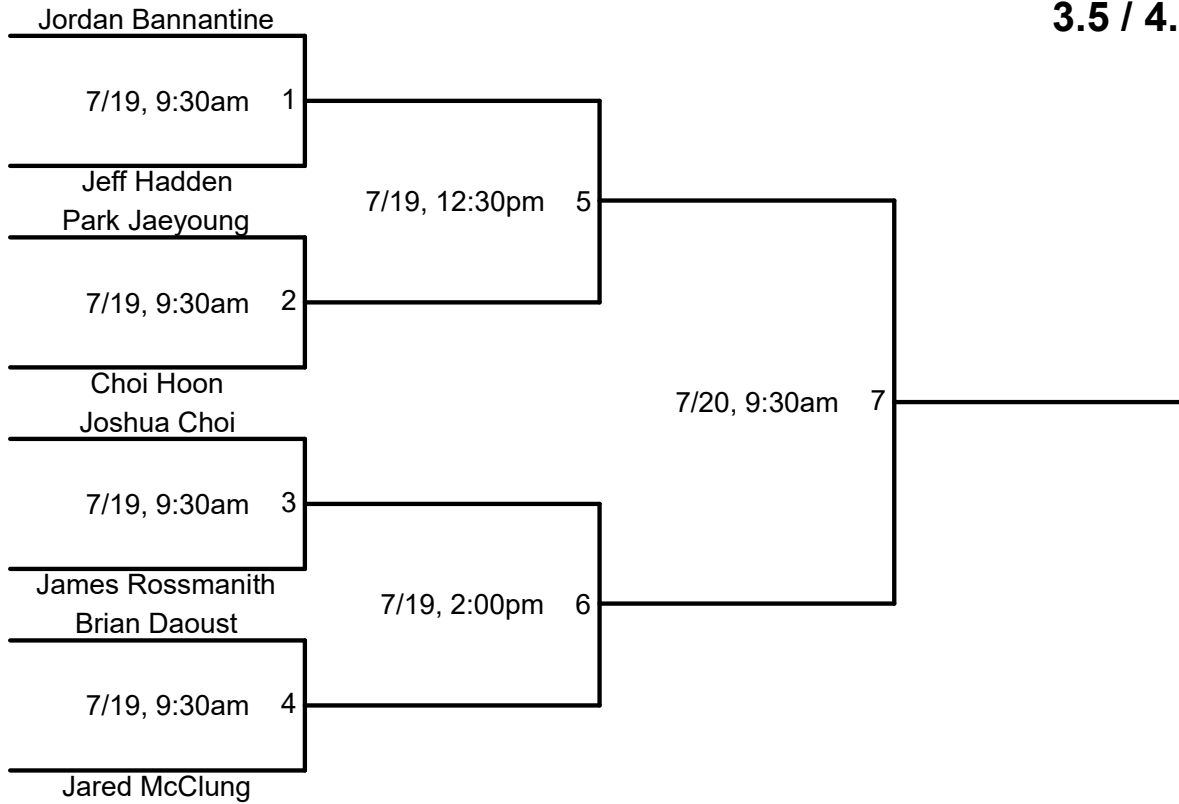 3.5 / 4.
Jordan Bannantine
7/19, 9:30am 1
Jeff Hadden
7/19, 12:30pm 5
Park Jaeyoung
7/19, 9:30am 2
Choi Hoon
7/20, 9:30am 7
Joshua Choi
7/19, 9:30am 3
James Rossmanith
7/19, 2:00pm 6
Brian Daoust
7/19, 9:30am 4
Jared McClung